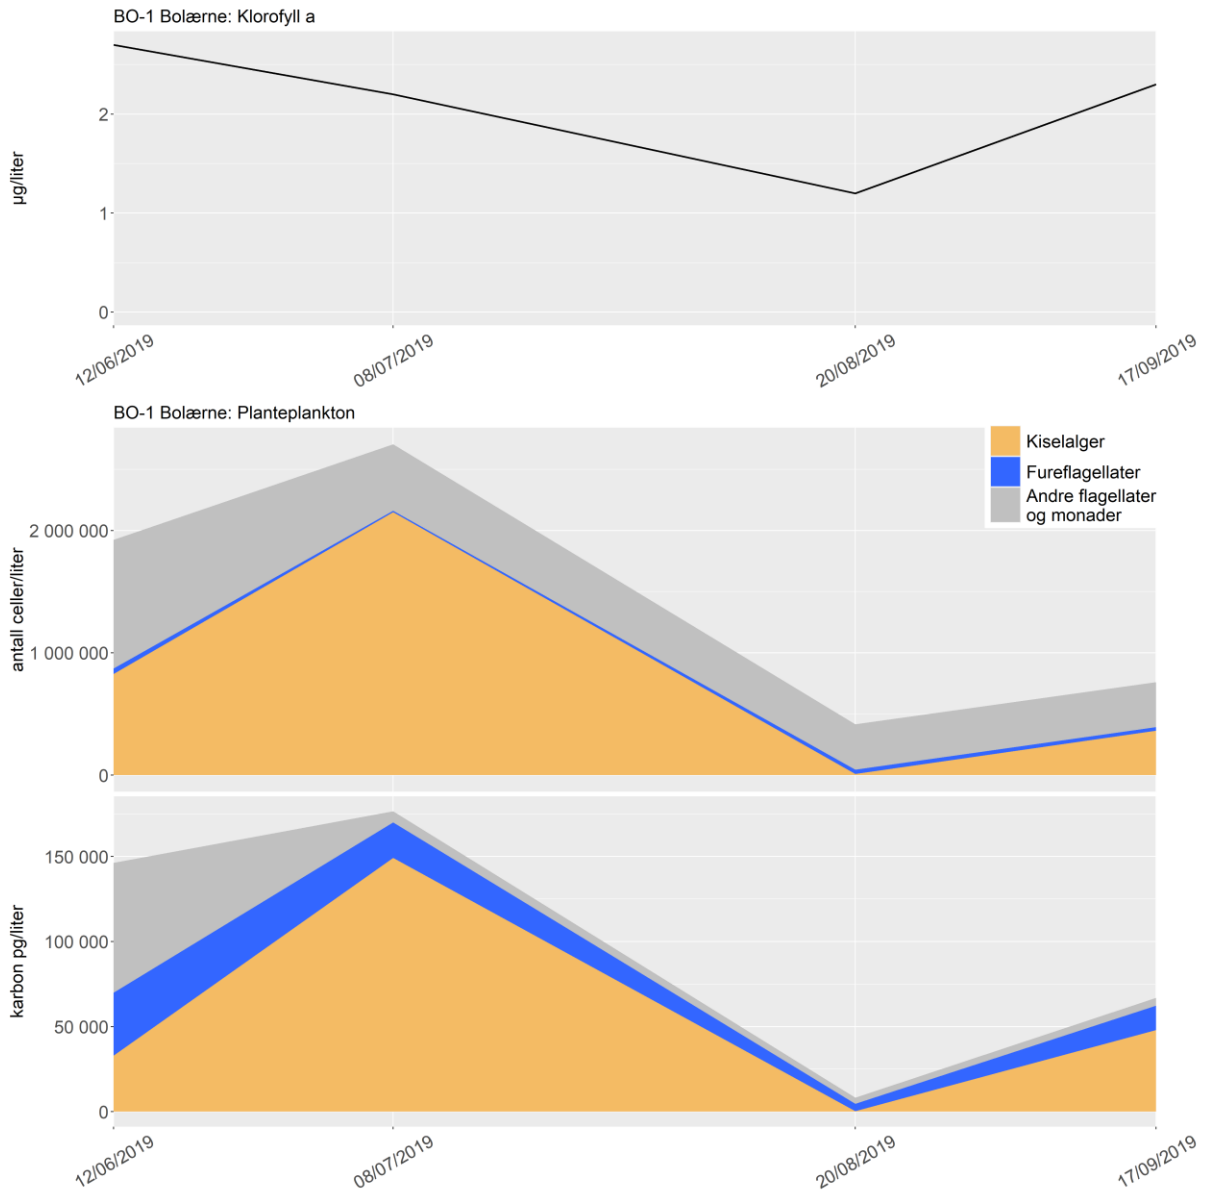 BO-1 Bolærne: Klorofyll a
µg/liter
2
1
0
12/06/2019
08/07/2019
20/08/2019
17/09/2019
BO-1 Bolærne: Planteplankton
Kiselalger
Fureflagellater
Andre flagellater
og monader
antall celler/liter
2 000 000
1 000 000
0
karbon pg/liter
150 000
100 000
50 000
0
12/06/2019
08/07/2019
20/08/2019
17/09/2019